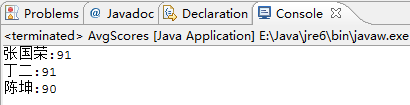 Problems @ Javadoc Declaration Console
<terminated> AvgScores [Java Application] E:\Java\jre6\bin\javaw.exe
张国荣:91
丁二:91
陈坤:90